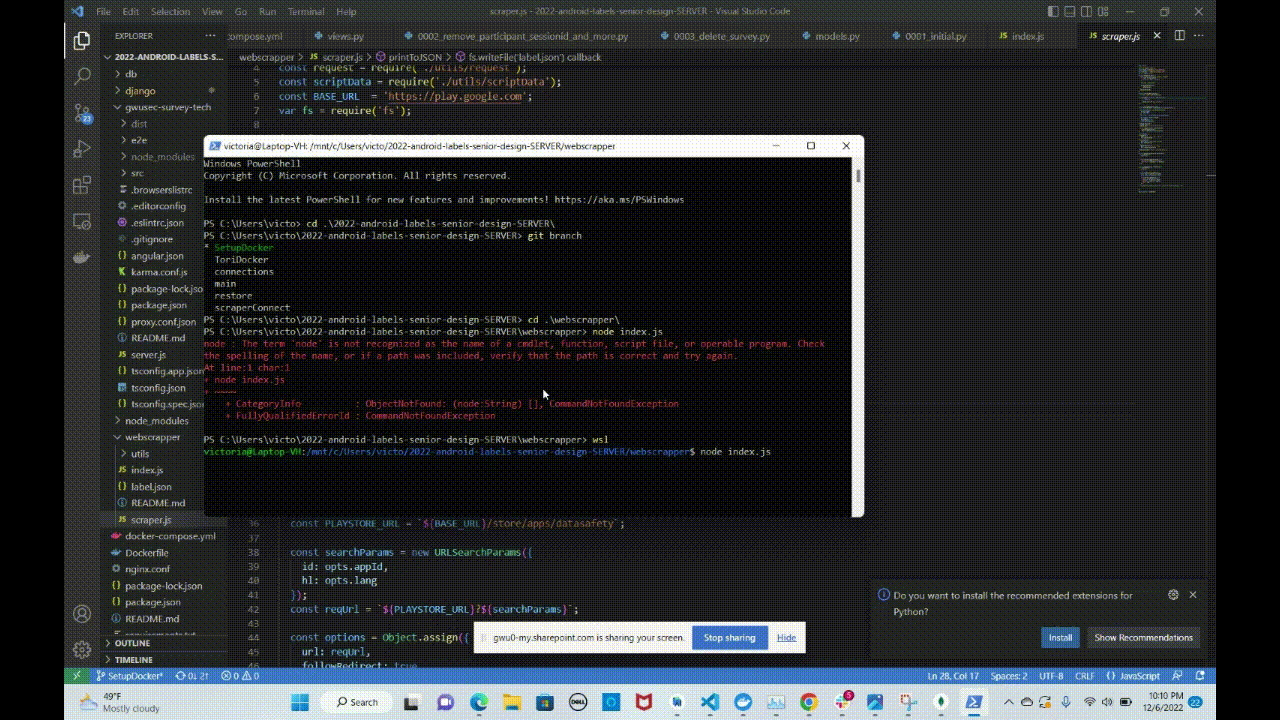 File Edit Selection View Go Run Terminal Help
scraper.js - 2022-android-labels-senior-design-SERVER - Visual Studio Code
EXPLORER
compose.yml views.py 0002_remove_participant_sessionid_and_more.py 0003_delete_survey.py models.py 0001_initial.py index.js scraper.js
2022-ANDROID-LABELS-S...
webscrapper > scraper.js > printToJSON > fs.writeFile('label.json') callback
db
django
gwusec-survey-tech
dist
e2e
node_modules
src
.browserslistrc
.editorconfig
.eslintrc.json
.gitignore
angular.json
karma.conf.js
package-lock.json
package.json
proxy.conf.json
README.md
server.js
tsconfig.app.json
tsconfig.json
tsconfig.spec.json
node_modules
webscrapper
utils
index.js
label.json
README.md
scraper.js
docker-compose.yml
Dockerfile
nginx.conf
package-lock.json
package.json
README.md
OUTLINE
TIMELINE
23
4 const request = require('./utils/request');
5 const scriptData = require('./utils/scriptData');
6 const BASE_URL = 'https://play.google.com';
7 var fs = require('fs');
8
victoria@Laptop-VH: /mnt/c/Users/victo/2022-android-labels-senior-design-SERVER/webscrapper
Windows PowerShell
Copyright (C) Microsoft Corporation. All rights reserved.
Install the latest PowerShell for new features and improvements! https://aka.ms/PSWindows
PS C:\Users\victo> cd .\2022-android-labels-senior-design-SERVER\
PS C:\Users\victo\2022-android-labels-senior-design-SERVER> git branch
* SetupDocker
ToriDocker
connections
main
restore
scraperConnect
PS C:\Users\victo\2022-android-labels-senior-design-SERVER> cd .\webscrapper\
PS C:\Users\victo\2022-android-labels-senior-design-SERVER\webscrapper> node index.js
node : The term 'node' is not recognized as the name of a cmdlet, function, script file, or operable program. Check
the spelling of the name, or if a path was included, verify that the path is correct and try again.
At line:1 char:1
+ node index.js
+ ~~~~
+ CategoryInfo : ObjectNotFound: (node:String) [], CommandNotFoundException
+ FullyQualifiedErrorId : CommandNotFoundException
PS C:\Users\victo\2022-android-labels-senior-design-SERVER\webscrapper> wsl
victoria@Laptop-VH:/mnt/c/Users/victo/2022-android-labels-senior-design-SERVER/webscrapper$ node index.js
36 const PLAYSTORE_URL = `${BASE_URL}/store/apps/datasafety`;
37
38 const searchParams = new URLSearchParams({
39 id: opts.appId,
40 hl: opts.lang
41 });
42 const reqUrl = `${PLAYSTORE_URL}?${searchParams}`;
43
44 const options = Object.assign({
45 url: reqUrl,
46 followRedirect: true
Do you want to install the recommended extensions for
Python?
Install Show Recommendations
gwu0-my.sharepoint.com is sharing your screen. Stop sharing Hide
SetupDocker* 0↓ 2↑ 0 0 Ln 28, Col 17 Spaces: 2 UTF-8 CRLF {} JavaScript
49°F
Mostly cloudy
Search
DELL
5
10:10 PM
12/6/2022
22